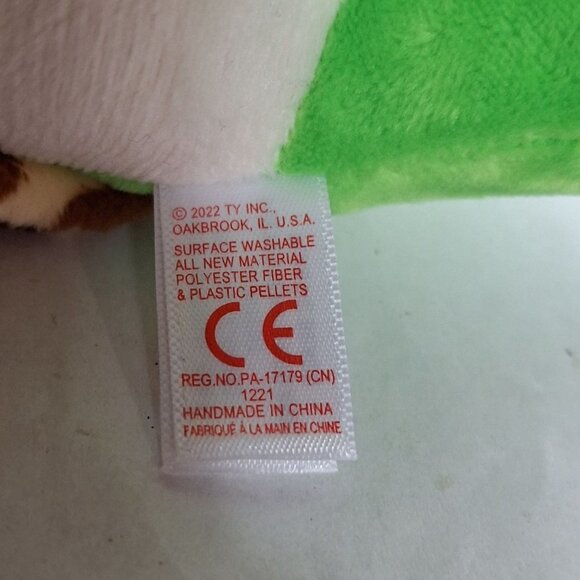 © 2022 TY INC.,
OAKBROOK, IL. U.S.A.
SURFACE WASHABLE
ALL NEW MATERIAL
POLYESTER FIBER
& PLASTIC PELLETS
CE
REG.NO.PA-17179 (CN)
1221
HANDMADE IN CHINA
FABRIQUÉ À LA MAIN EN CHINE